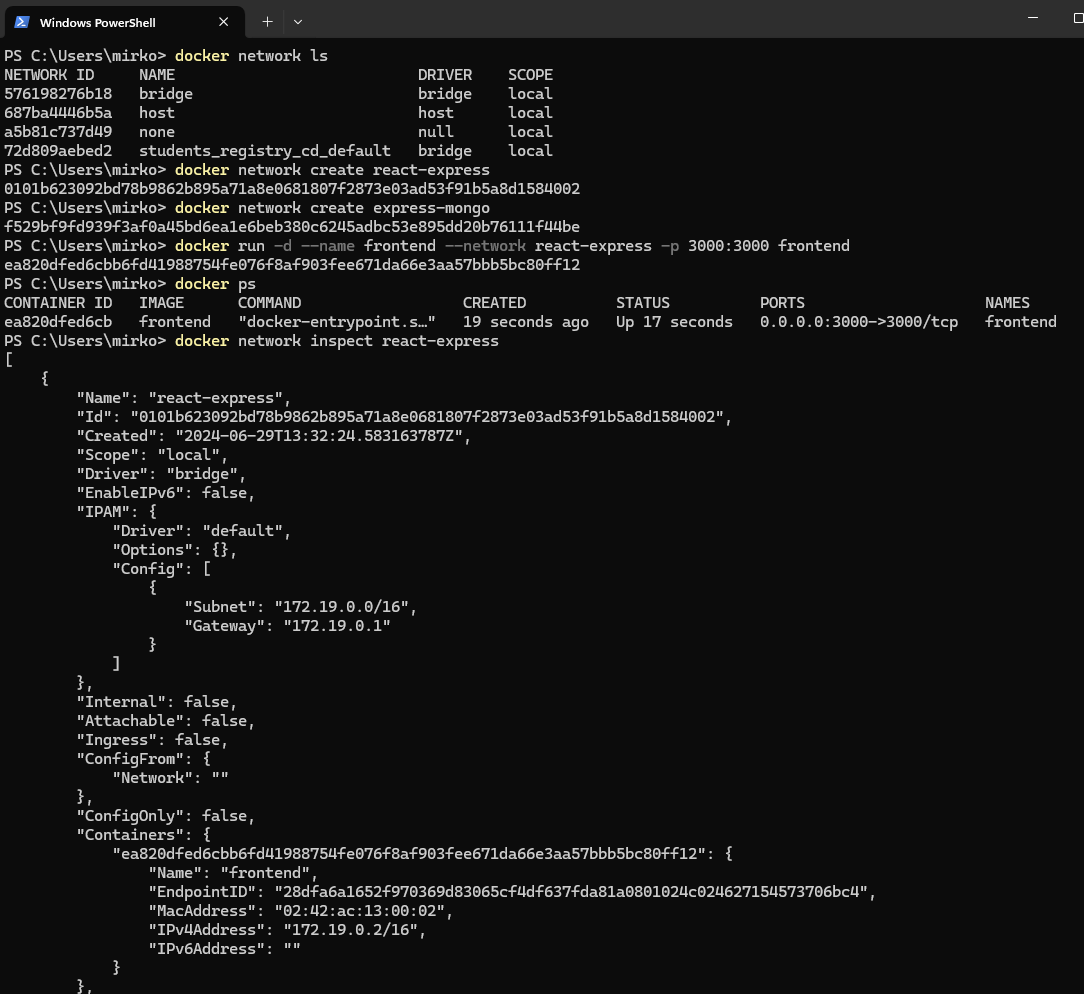 Windows PowerShell
PS C:\Users\mirko> docker network ls
NETWORK ID     NAME                           DRIVER    SCOPE
576198276b18   bridge                         bridge    local
687ba4446b5a   host                           host      local
a5b81c737d49   none                           null      local
72d809aebed2   students_registry_cd_default   bridge    local
PS C:\Users\mirko> docker network create react-express
0101b623092bd78b9862b895a71a8e0681807f2873e03ad53f91b5a8d1584002
PS C:\Users\mirko> docker network create express-mongo
f529bf9fd939f3af0a45bd6ea1e6beb380c6245adbc53e895dd20b76111f44be
PS C:\Users\mirko> docker run -d --name frontend --network react-express -p 3000:3000 frontend
ea820dfed6cbb6fd41988754fe076f8af903fee671da66e3aa57bbb5bc80ff12
PS C:\Users\mirko> docker ps
CONTAINER ID   IMAGE      COMMAND                  CREATED          STATUS          PORTS                    NAMES
ea820dfed6cb   frontend   "docker-entrypoint.s…"   19 seconds ago   Up 17 seconds   0.0.0.0:3000->3000/tcp   frontend
PS C:\Users\mirko> docker network inspect react-express
[
    {
        "Name": "react-express",
        "Id": "0101b623092bd78b9862b895a71a8e0681807f2873e03ad53f91b5a8d1584002",
        "Created": "2024-06-29T13:32:24.583163787Z",
        "Scope": "local",
        "Driver": "bridge",
        "EnableIPv6": false,
        "IPAM": {
            "Driver": "default",
            "Options": {},
            "Config": [
                {
                    "Subnet": "172.19.0.0/16",
                    "Gateway": "172.19.0.1"
                }
            ]
        },
        "Internal": false,
        "Attachable": false,
        "Ingress": false,
        "ConfigFrom": {
            "Network": ""
        },
        "ConfigOnly": false,
        "Containers": {
            "ea820dfed6cbb6fd41988754fe076f8af903fee671da66e3aa57bbb5bc80ff12": {
                "Name": "frontend",
                "EndpointID": "28dfa6a1652f970369d83065cf4df637fda81a0801024c024627154573706bc4",
                "MacAddress": "02:42:ac:13:00:02",
                "IPv4Address": "172.19.0.2/16",
                "IPv6Address": ""
            }
        },